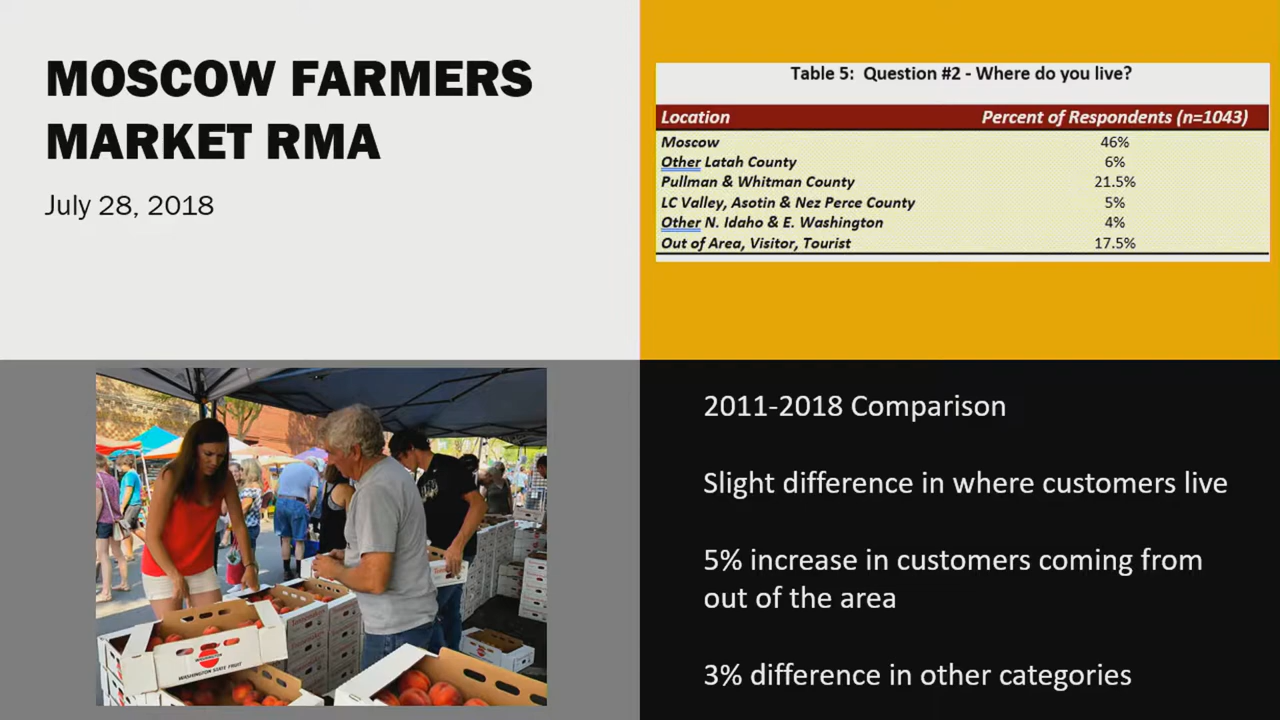 MOSCOW FARMERS
MARKET RMA
July 28, 2018
Table 5: Question #2 - Where do you live?
Location Percent of Respondents (n=1043)
Moscow 46%
Other Latah County 6%
Pullman & Whitman County 21.5%
LC Valley, Asotin & Nez Perce County 5%
Other N. Idaho & E. Washington 4%
Out of Area, Visitor, Tourist 17.5%
WASHINGTON STATE FRUIT
2011-2018 Comparison
Slight difference in where customers live
5% increase in customers coming from
out of the area
3% difference in other categories